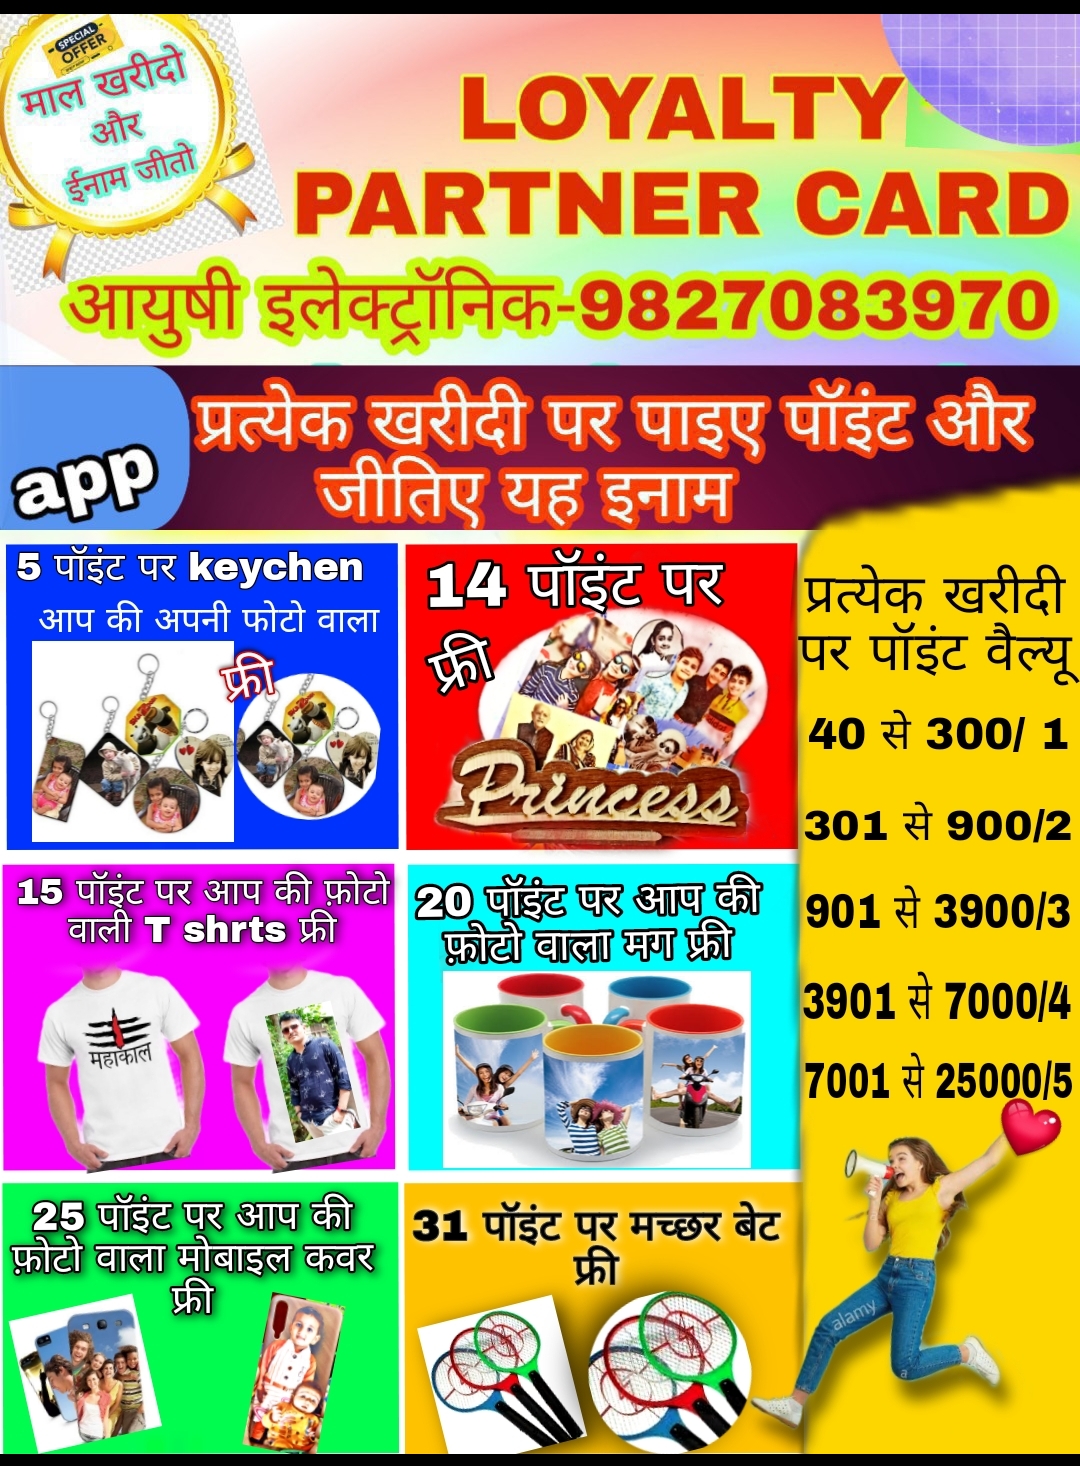 SPECIAL
OFFER
माल खरीदो
और
ईनाम जीतो
LOYALTY
PARTNER CARD
आयुषी इलेक्ट्रॉनिक-9827083970
app
प्रत्येक खरीदी पर पाइए पॉइंट और
जीतिए यह इनाम
5 पॉइंट पर keychen
आप की अपनी फोटो वाला
फ्री
14 पॉइंट पर
फ्री
Princess
15 पॉइंट पर आप की फ़ोटो
वाली T shrts फ्री
महाकाल
20 पॉइंट पर आप की
फ़ोटो वाला मग फ्री
25 पॉइंट पर आप की
फ़ोटो वाला मोबाइल कवर
फ्री
31 पॉइंट पर मच्छर बेट
फ्री
प्रत्येक खरीदी
पर पॉइंट वैल्यू
40 से 300/ 1
301 से 900/2
901 से 3900/3
3901 से 7000/4
7001 से 25000/5
alamy
a